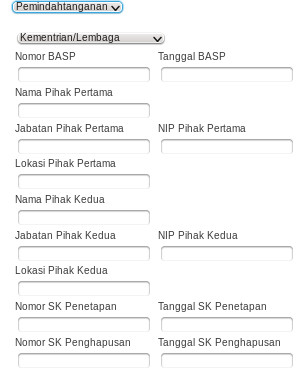 Pemindahtanganan
Kementrian/Lembaga
Nomor BASP Tanggal BASP
Nama Pihak Pertama
Jabatan Pihak Pertama NIP Pihak Pertama
Lokasi Pihak Pertama
Nama Pihak Kedua
Jabatan Pihak Kedua NIP Pihak Kedua
Lokasi Pihak Kedua
Nomor SK Penetapan Tanggal SK Penetapan
Nomor SK Penghapusan Tanggal SK Penghapusan